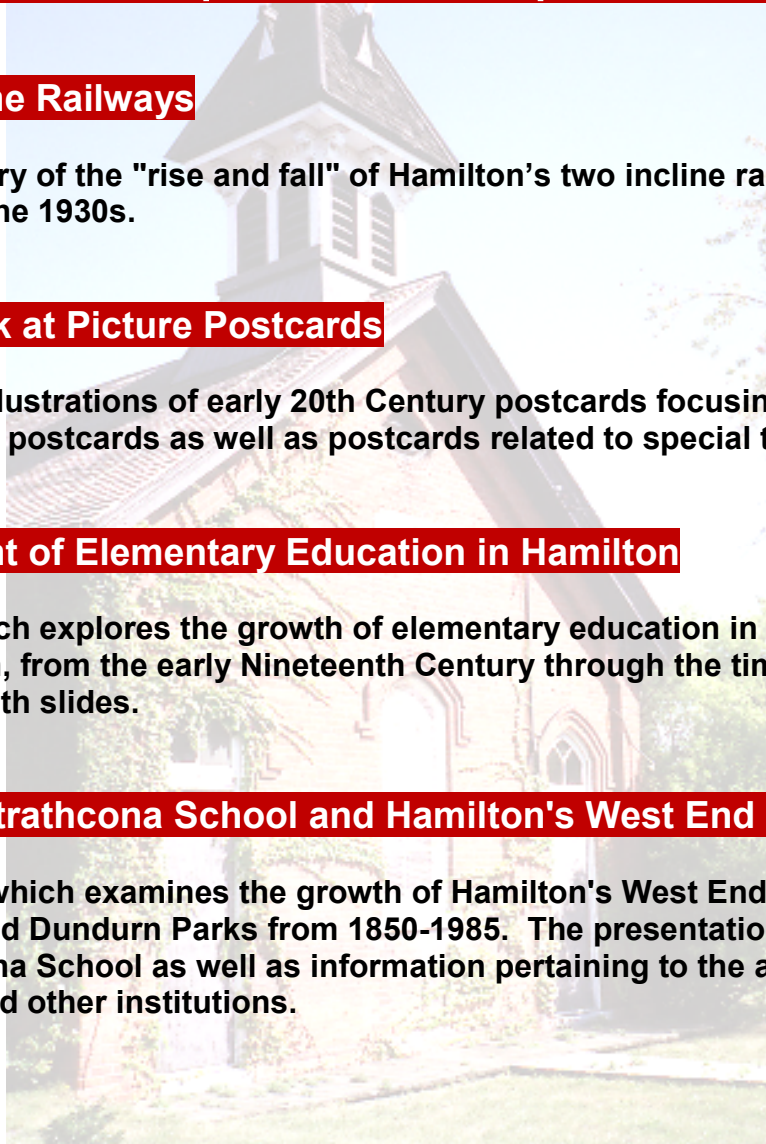 ne Railways
ry of the "rise and fall" of Hamilton’s two incline ra
ne 1930s.
k at Picture Postcards
lustrations of early 20th Century postcards focusin
postcards as well as postcards related to special t
nt of Elementary Education in Hamilton
ch explores the growth of elementary education in
, from the early Nineteenth Century through the tim
th slides.
trathcona School and Hamilton's West End
which examines the growth of Hamilton's West End
d Dundurn Parks from 1850-1985. The presentatio
na School as well as information pertaining to the a
d other institutions.